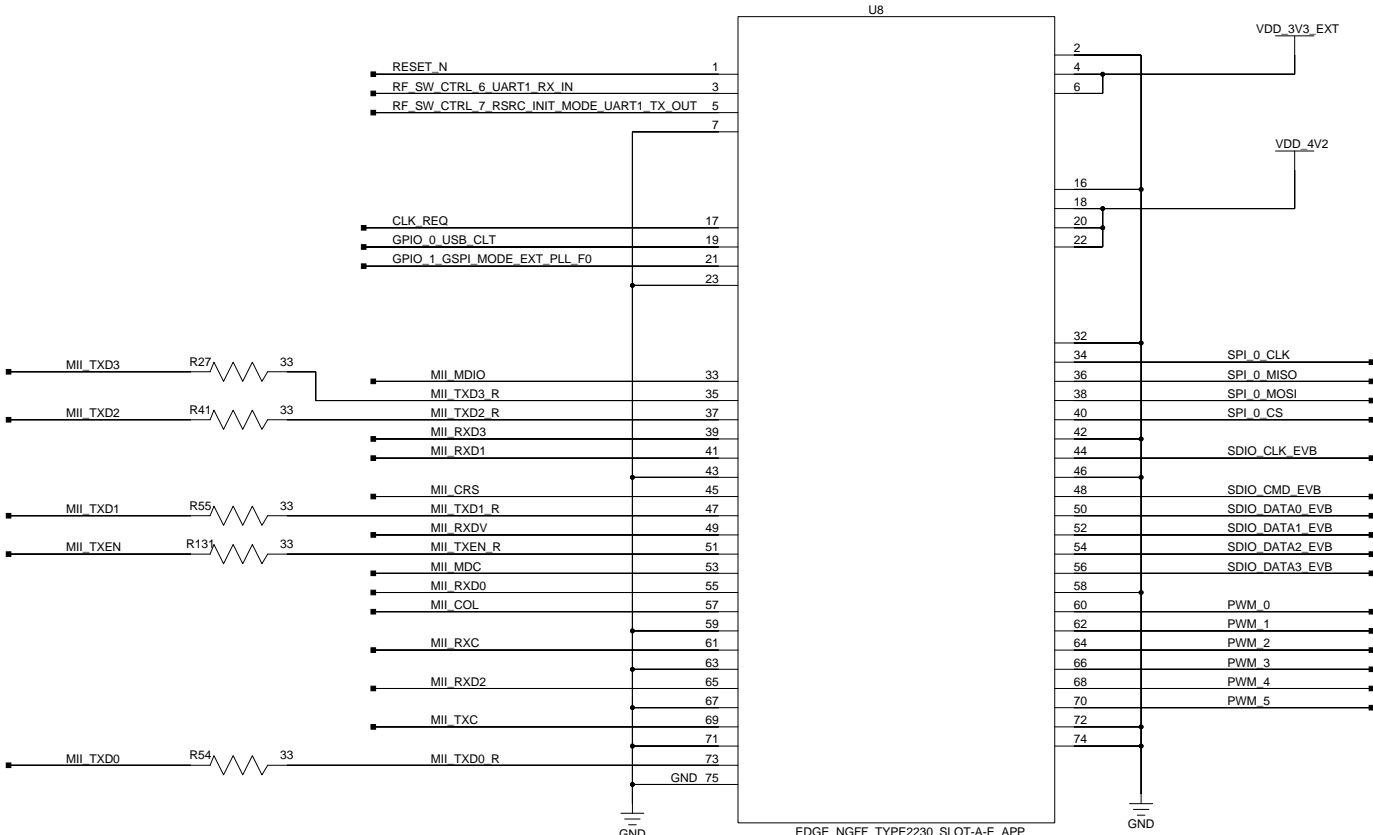 U8
VDD_3V3_EXT
2
RESET_N 1
4
RF_SW_CTRL_6_UART1_RX_IN 3
6
RF_SW_CTRL_7_RSRC_INIT_MODE_UART1_TX_OUT 5
7
VDD_4V2
16
18
CLK_REQ 17
20
GPIO_0_USB_CLT 19
22
GPIO_1_GSPI_MODE_EXT_PLL_F0 21
23
32
34 SPI_0_CLK
MII_TXD3 R27 33
MII_MDIO 33
36 SPI_0_MISO
MII_TXD3_R 35
38 SPI_0_MOSI
MII_TXD2 R41 33 MII_TXD2_R 37
40 SPI_0_CS
MII_RXD3 39
42
MII_RXD1 41
44 SDIO_CLK_EVB
43
46
MII_CRS 45
48 SDIO_CMD_EVB
MII_TXD1 R55 33 MII_TXD1_R 47
50 SDIO_DATA0_EVB
MII_RXDV 49
52 SDIO_DATA1_EVB
MII_TXEN R131 33 MII_TXEN_R 51
54 SDIO_DATA2_EVB
MII_MDC 53
56 SDIO_DATA3_EVB
MII_RXD0 55
58
MII_COL 57
60 PWM_0
59
62 PWM_1
MII_RXC 61
64 PWM_2
63
66 PWM_3
MII_RXD2 65
68 PWM_4
67
70 PWM_5
MII_TXC 69
72
71
74
MII_TXD0 R54 33 MII_TXD0_R 73
GND 75
GND
GND
EDGE_NGFF_TYPE2230_SLOT-A-E_APP